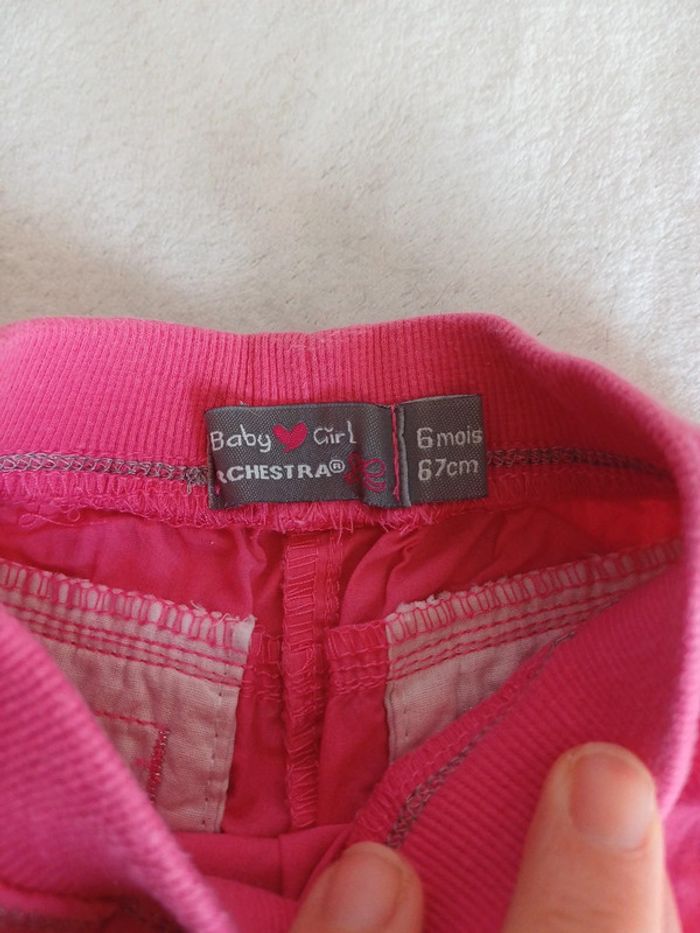 Baby Girl
RCHESTRA®
6 mois
67cm